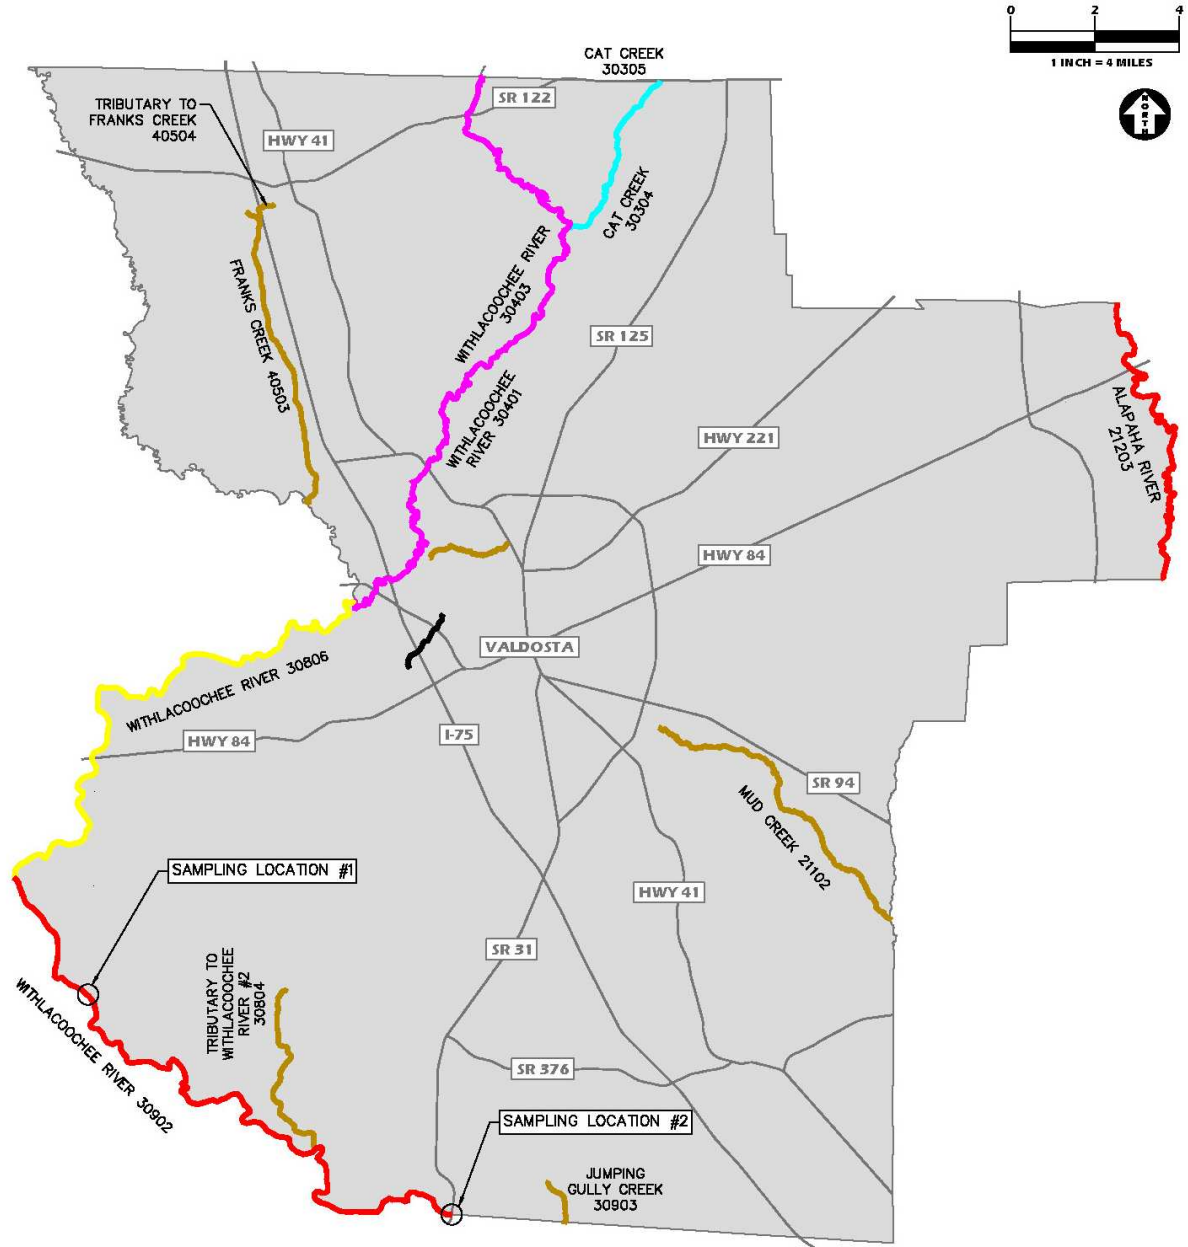 0 2 4
1 INCH = 4 MILES
NORTH
CAT CREEK
30305
SR 122
TRIBUTARY TO
FRANKS CREEK
40504
HWY 41
CAT CREEK
30304
WITHLACOOCHEE RIVER
30403
FRANKS CREEK 40503
SR 125
WITHLACOOCHEE
RIVER 30401
HWY 221
ALAPAHA RIVER
21203
HWY 84
VALDOSTA
WITHLACOOCHEE RIVER 30806
HWY 84
I-75
SR 94
MUD CREEK 21102
SAMPLING LOCATION #1
HWY 41
SR 31
TRIBUTARY TO
WITHLACOOCHEE
RIVER #2
30804
WITHLACOOCHEE RIVER 30902
SR 376
SAMPLING LOCATION #2
JUMPING
GULLY CREEK
30903